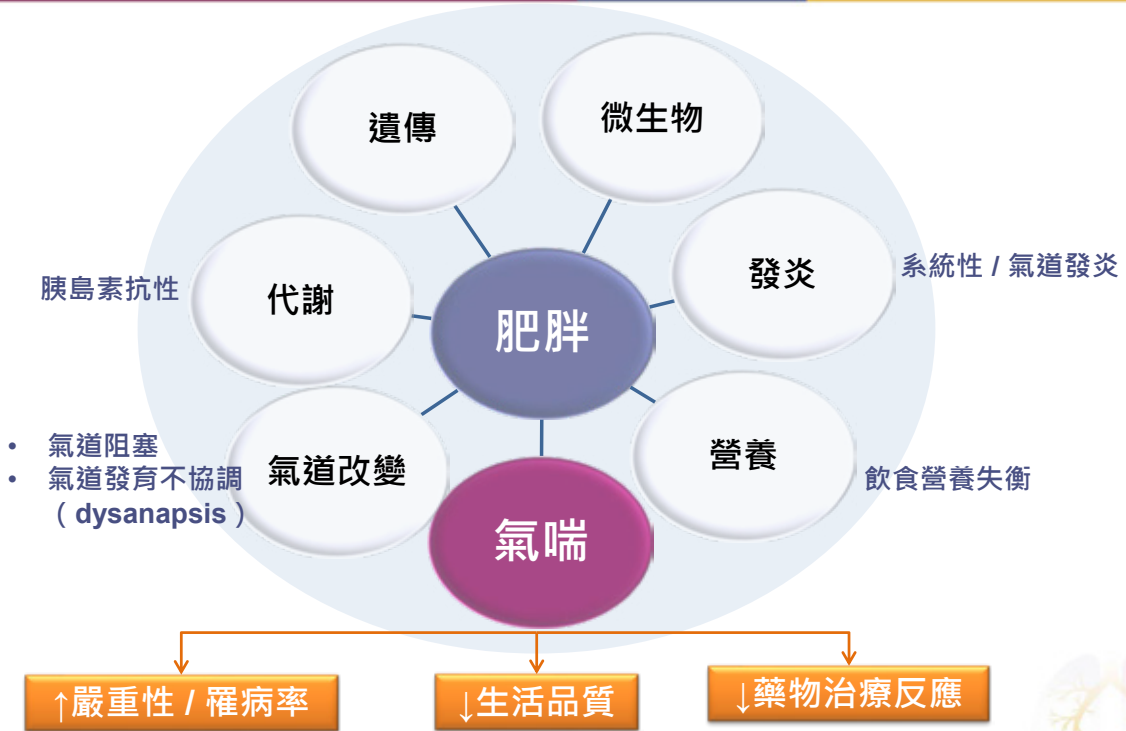 遺傳
微生物
胰島素抗性
代謝
肥胖
發炎
系統性 / 氣道發炎
• 氣道阻塞
• 氣道發育不協調
（dysanapsis）
氣道改變
氣喘
營養
飲食營養失衡
↑嚴重性 / 罹病率
↓生活品質
↓藥物治療反應